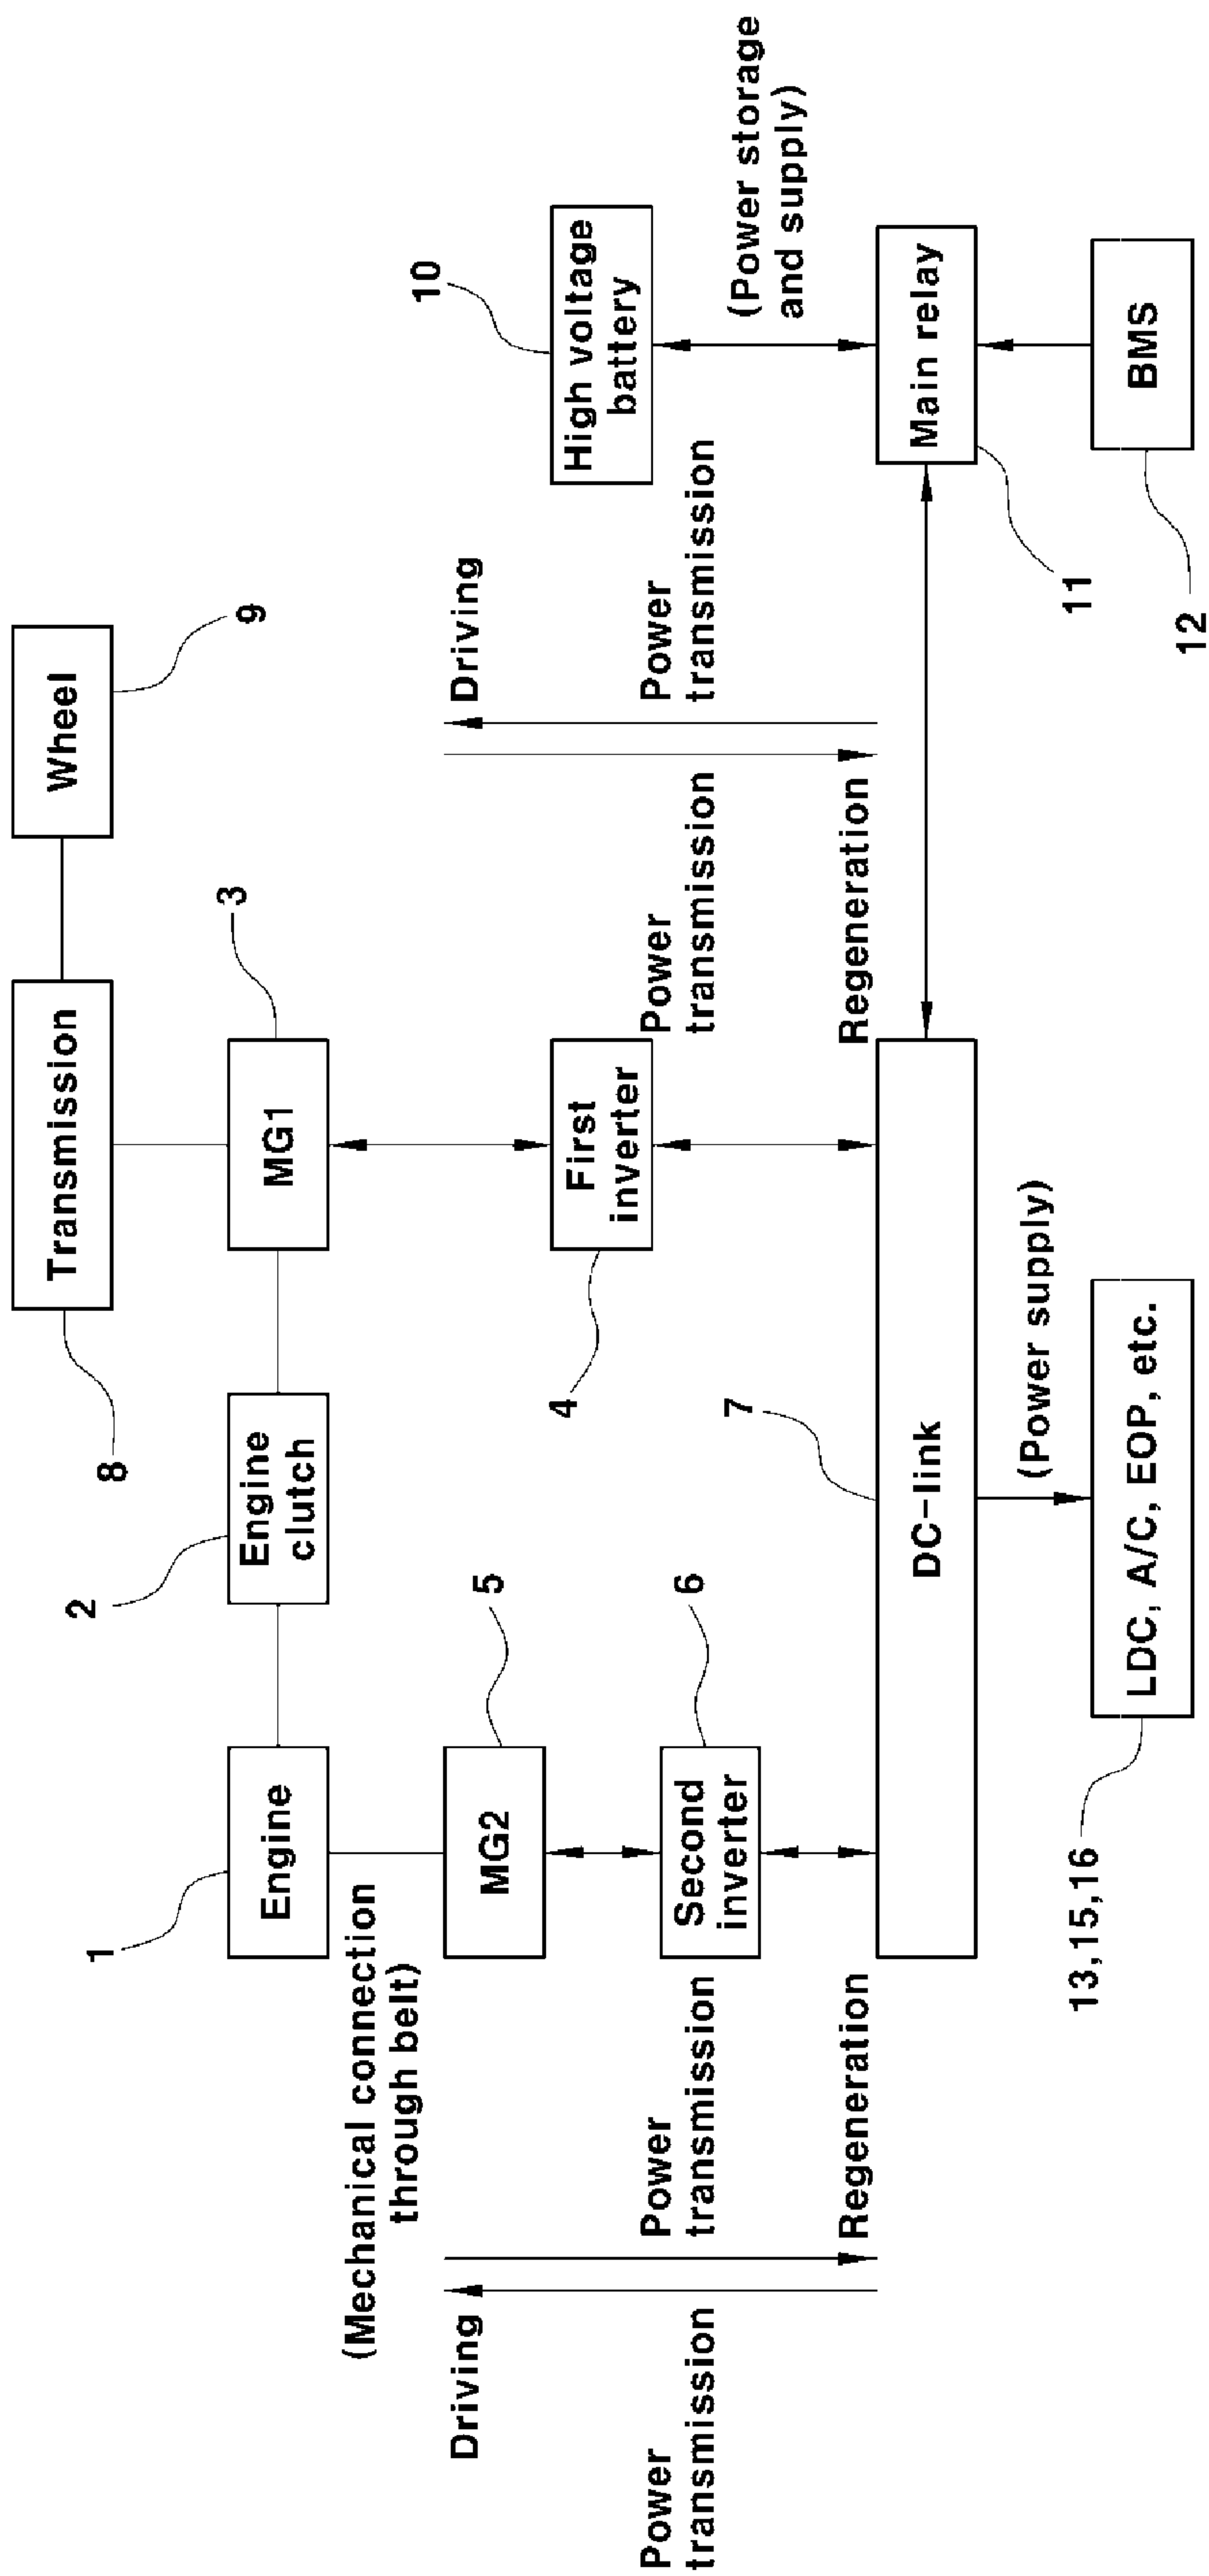 Transmission
Wheel
8
9
2
3
1
Engine
Engine
clutch
MG1
10
(Mechanical connection
through belt)
Driving
Driving
MG2
5
High voltage
battery
4
First
inverter
Power
transmission
Power
transmission
Second
inverter
6
Power
transmission
Power
transmission
(Power storage
and supply)
7
Regeneration
Regeneration
DC-link
Main relay
(Power supply)
11
13,15,16
LDC, A/C, EOP, etc.
12
BMS